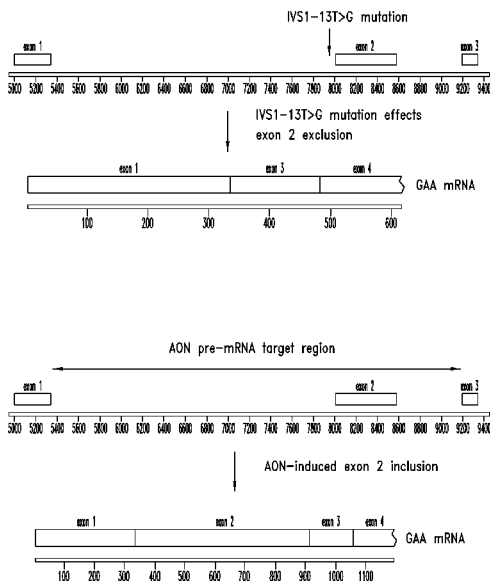 IVS1-13T>G mutation
exon 1 exon 2 exon 3
5000 5200 5400 5600 5800 6000 6200 6400 6600 6800 7000 7200 7400 7600 7800 8000 8200 8400 8600 8800 9000 9200 9400
IVS1-13T>G mutation effects
exon 2 exclusion
exon 1 exon 3 exon 4
GAA mRNA
100 200 300 400 500 600
AON pre-mRNA target region
exon 1 exon 2 exon 3
5000 5200 5400 5600 5800 6000 6200 6400 6600 6800 7000 7200 7400 7600 7800 8000 8200 8400 8600 8800 9000 9200 9400
AON-induced exon 2 inclusion
exon 1 exon 2 exon 3 exon 4
GAA mRNA
100 200 300 400 500 600 700 800 900 1000 1100